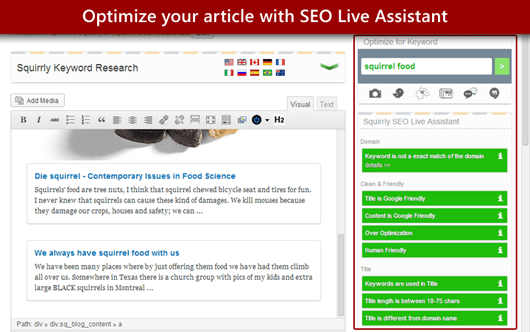 Optimize your article with SEO Live Assistant
Squirrly Keyword Research
Add Media
Visual
Text
B I ABC
H2
Die squirrel - Contemporary Issues in Food Science
Squirrels' food are tree nuts, I think that squirrel chewed bicycle seat and tires for fun.
I never knew that squirrels can cause these kind of damages. We kill mouses because
they damage our crops, houses and safety; we can ...
We always have squirrel food with us
We have been many places where by just offering them food we have had them climb
all over us. Somewhere in Texas there is a church group with pics of my kids and extra
large BLACK squirrels in Montreal ...
Path: div » div.sq_blog_content » a
Optimize for Keyword
squirrel food
>
Squirrly SEO Live Assistant
Domain
Keyword is not a exact match of the domain
details >>
Clean & Friendly
Title is Google Friendly
Content is Google Friendly
Over Optimization
Human Friendly
Title
Keywords are used in Title
Title length is between 10-75 chars
Title is different from domain name